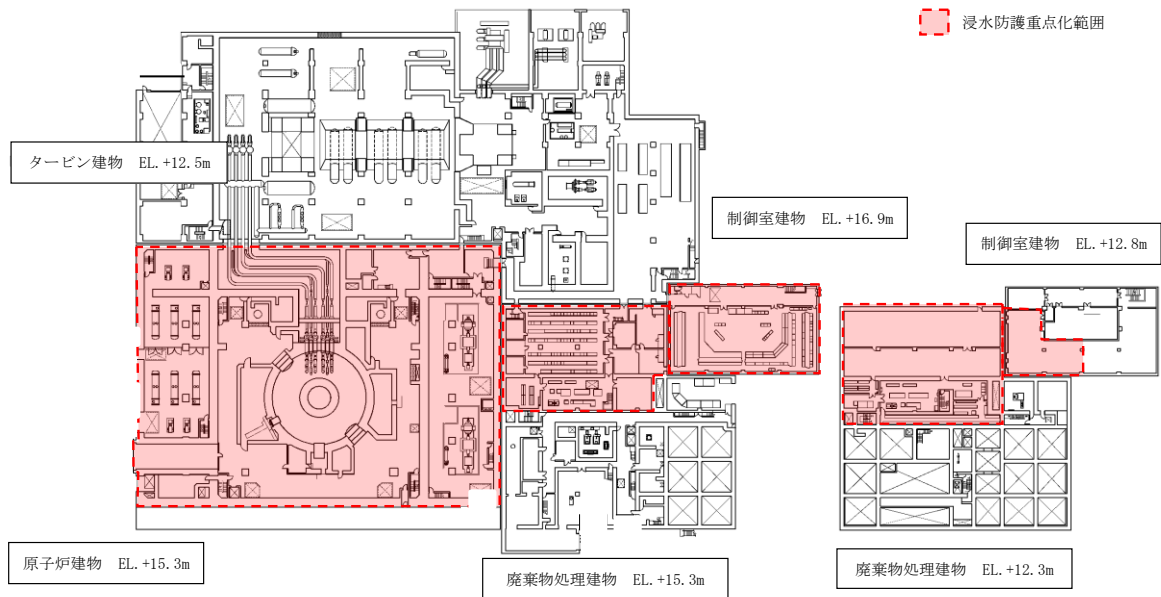 浸水防護重点化範囲
タービン建物 EL.+12.5m
制御室建物 EL.+16.9m
制御室建物 EL.+12.8m
原子炉建物 EL.+15.3m
廃棄物処理建物 EL.+15.3m
廃棄物処理建物 EL.+12.3m